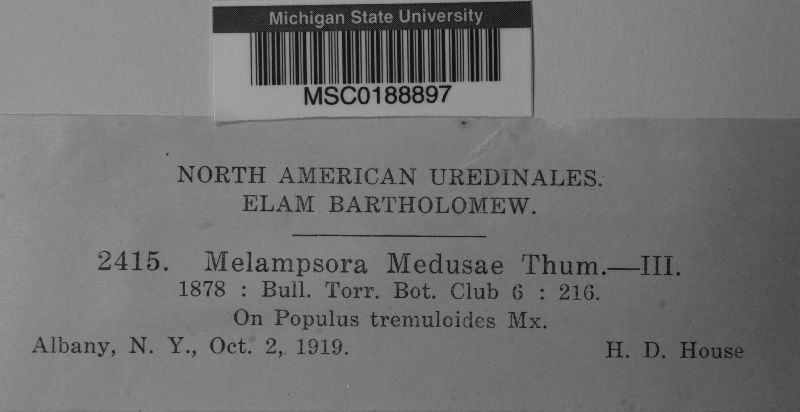 Michigan State University
MSC0188897
NORTH AMERICAN UREDINALES.
ELAM BARTHOLOMEW.
2415. Melampsora Medusae Thum.—III.
1878 : Bull. Torr. Bot. Club 6 : 216.
On Populus tremuloides Mx.
Albany, N. Y., Oct. 2, 1919. H. D. House